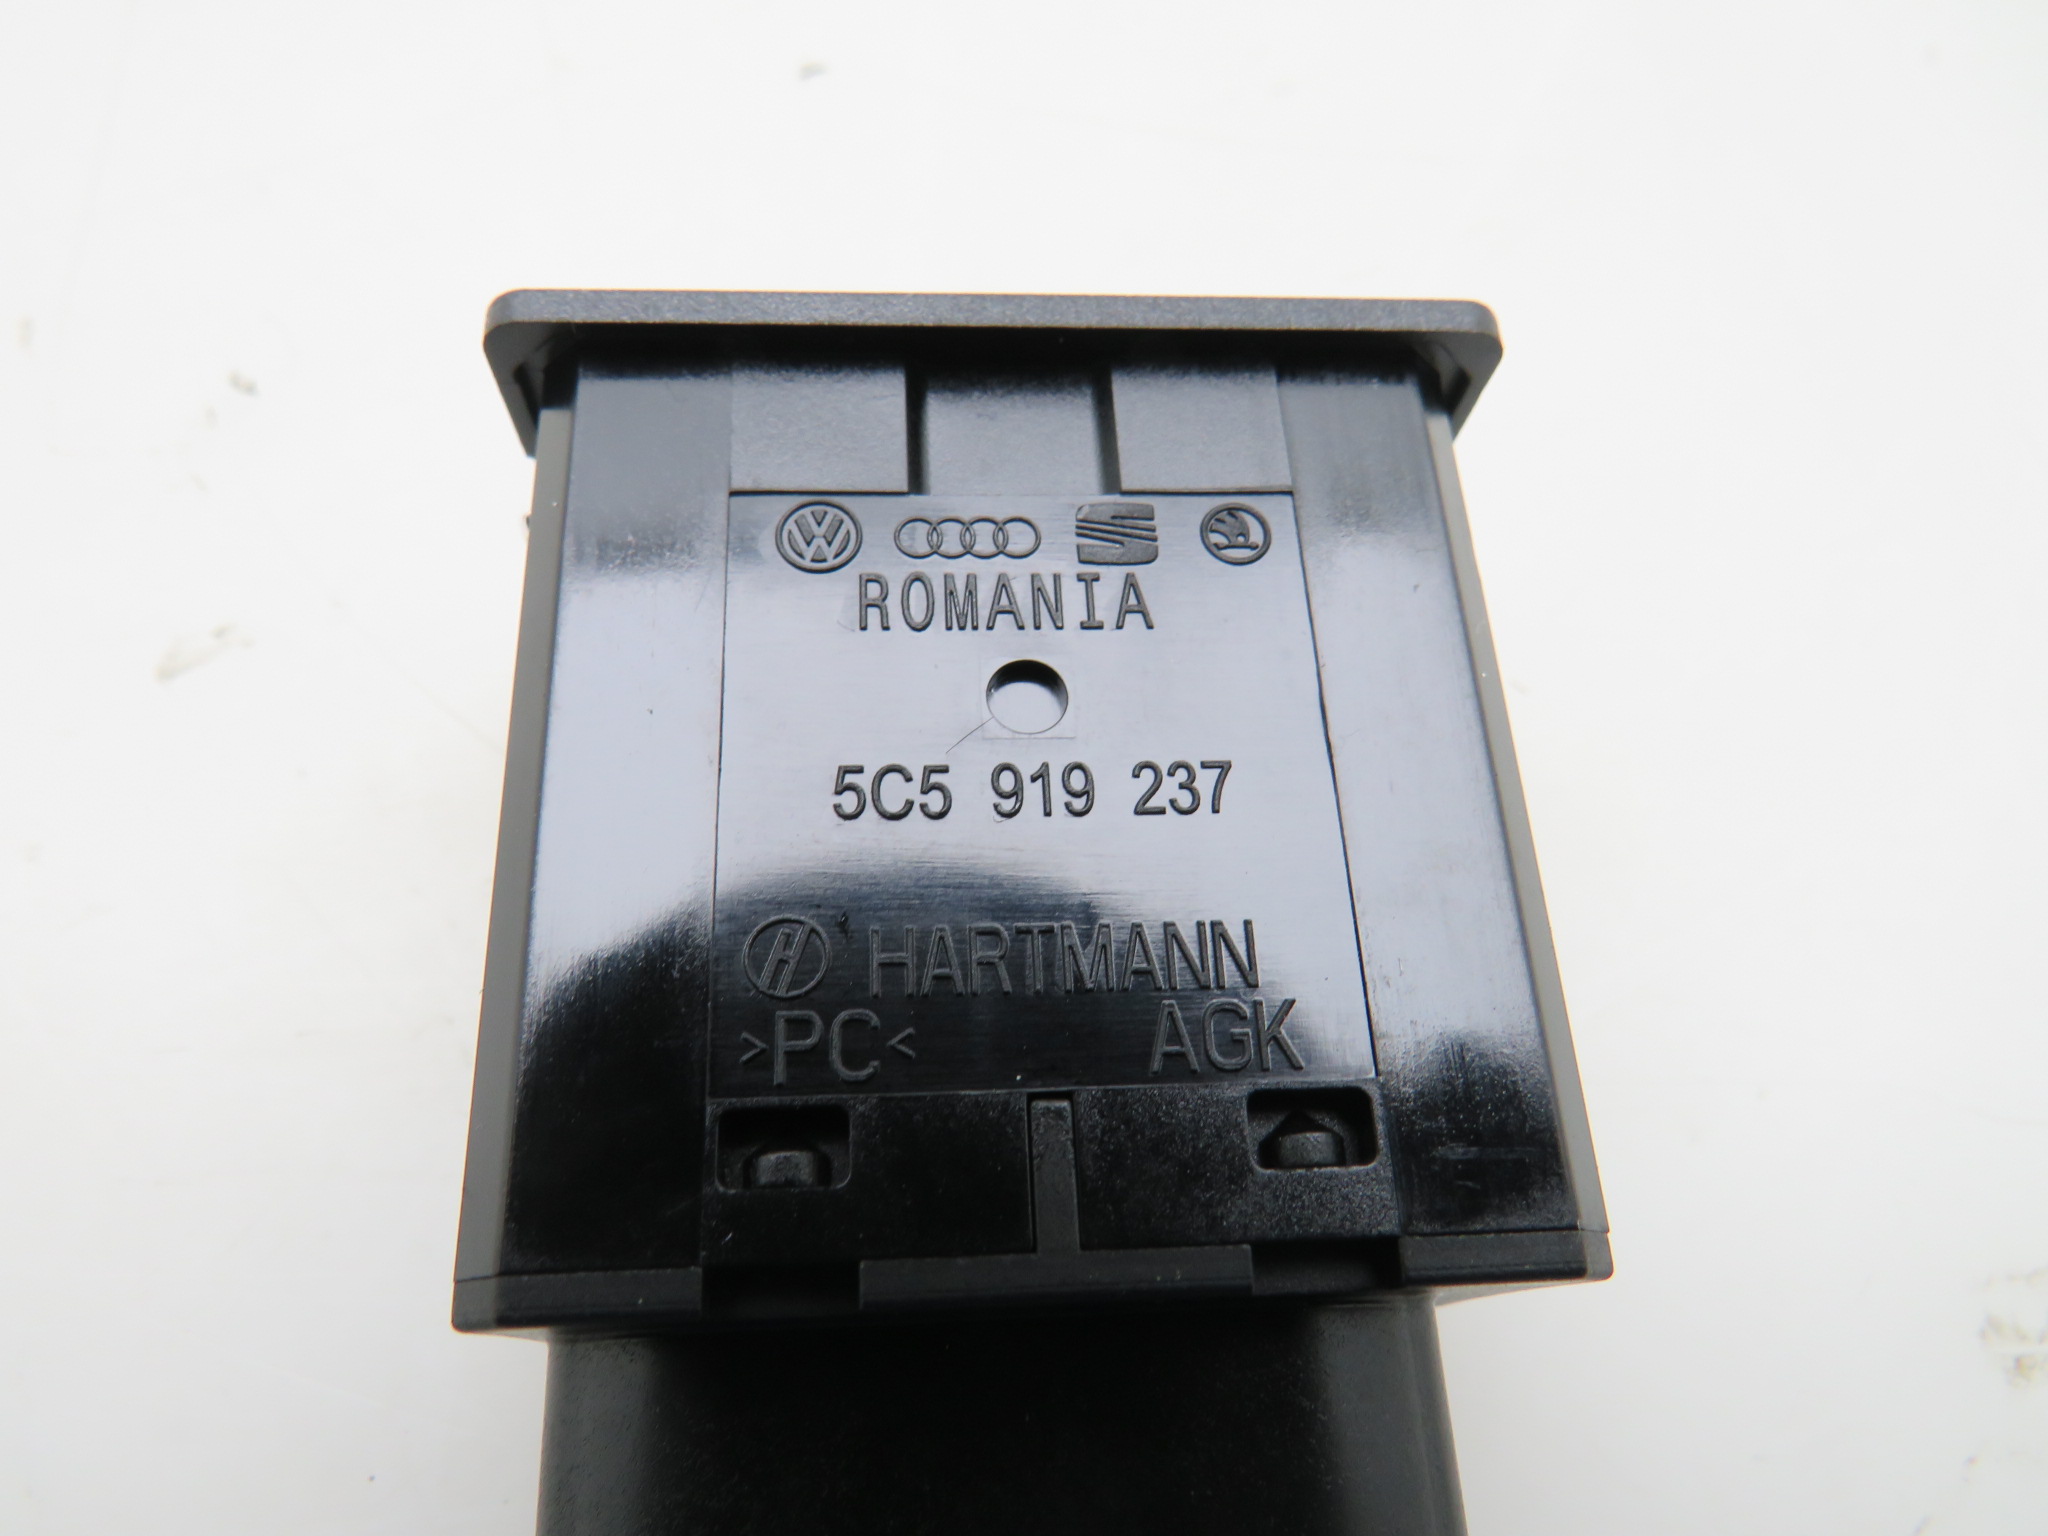 ROMANIA
5C5 919 237
HARTMANN
>PC< AGK